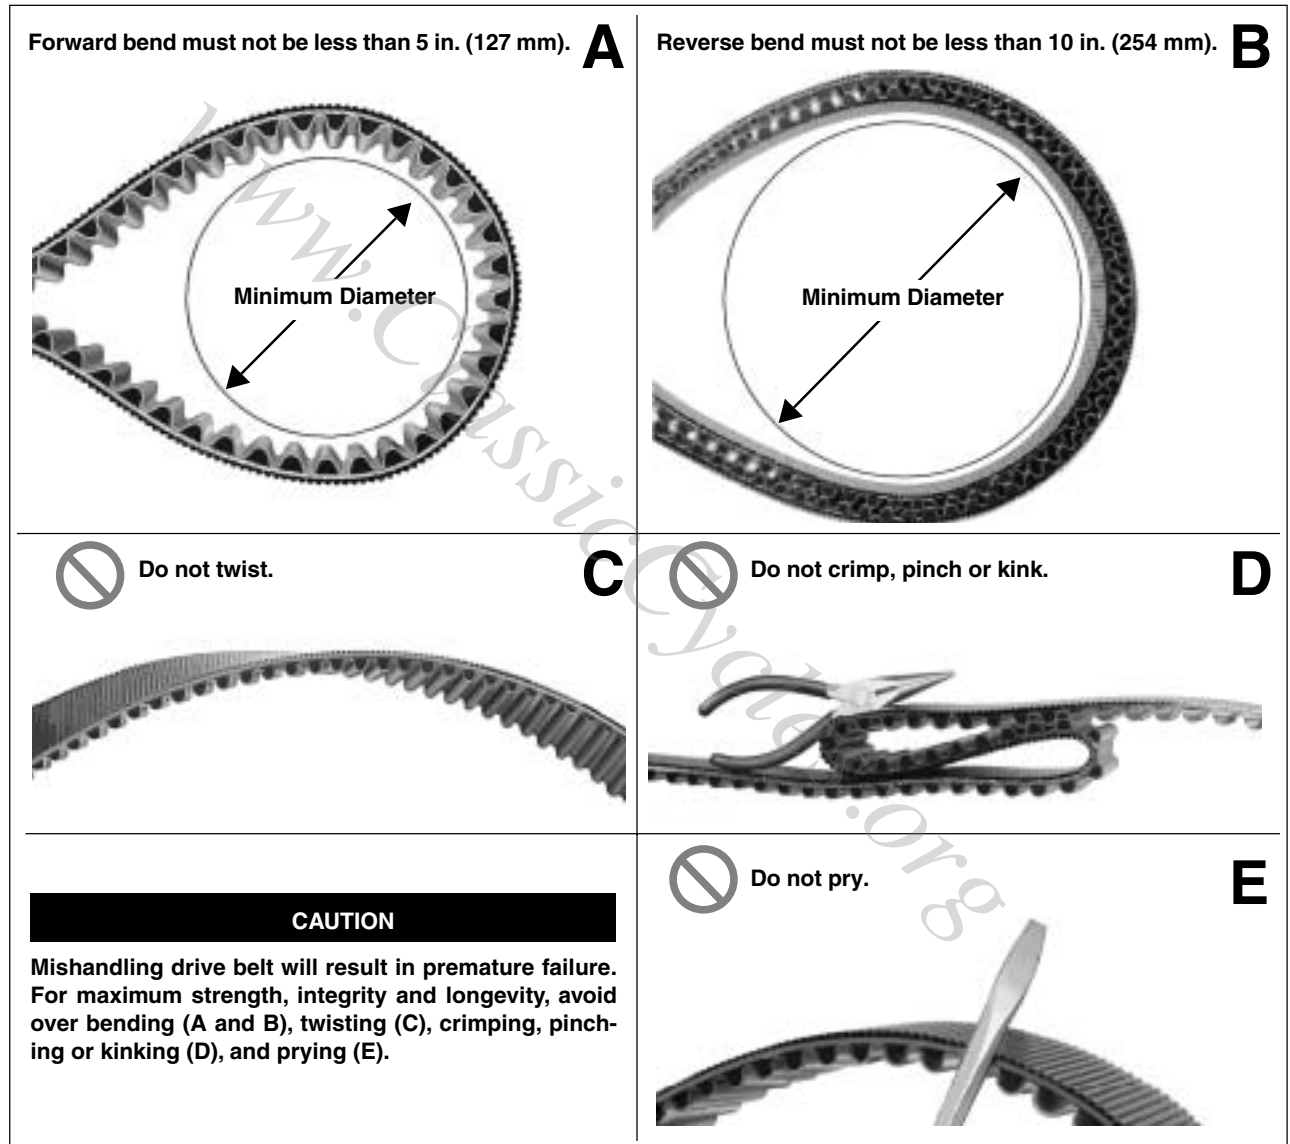 Forward bend must not be less than 5 in. (127 mm).
A
Minimum Diameter
Reverse bend must not be less than 10 in. (254 mm).
B
Minimum Diameter
Do not twist.
C
Do not crimp, pinch or kink.
D
CAUTION
Mishandling drive belt will result in premature failure.
For maximum strength, integrity and longevity, avoid
over bending (A and B), twisting (C), crimping, pinch-
ing or kinking (D), and prying (E).
Do not pry.
E
www.ClassicCycles.org